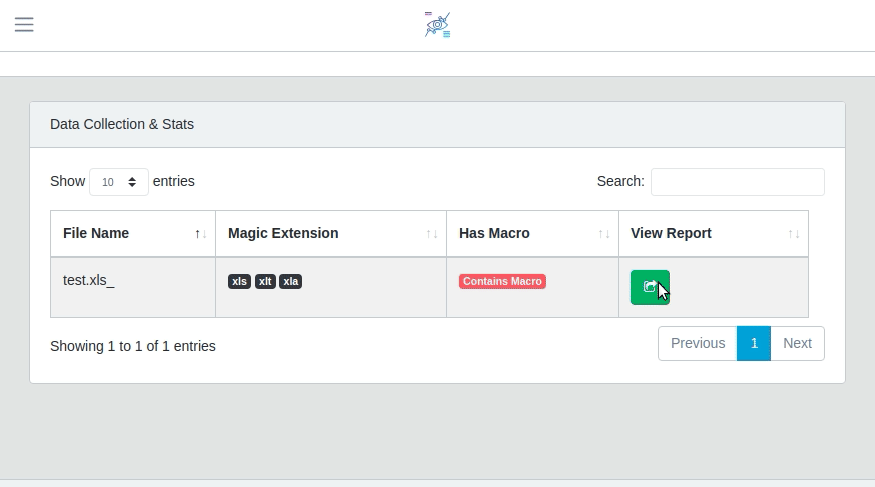 Data Collection & Stats
Show 10 entries Search:
File Name Magic Extension Has Macro View Report
test.xls_ xls xlt xla Contains Macro
Showing 1 to 1 of 1 entries Previous 1 Next